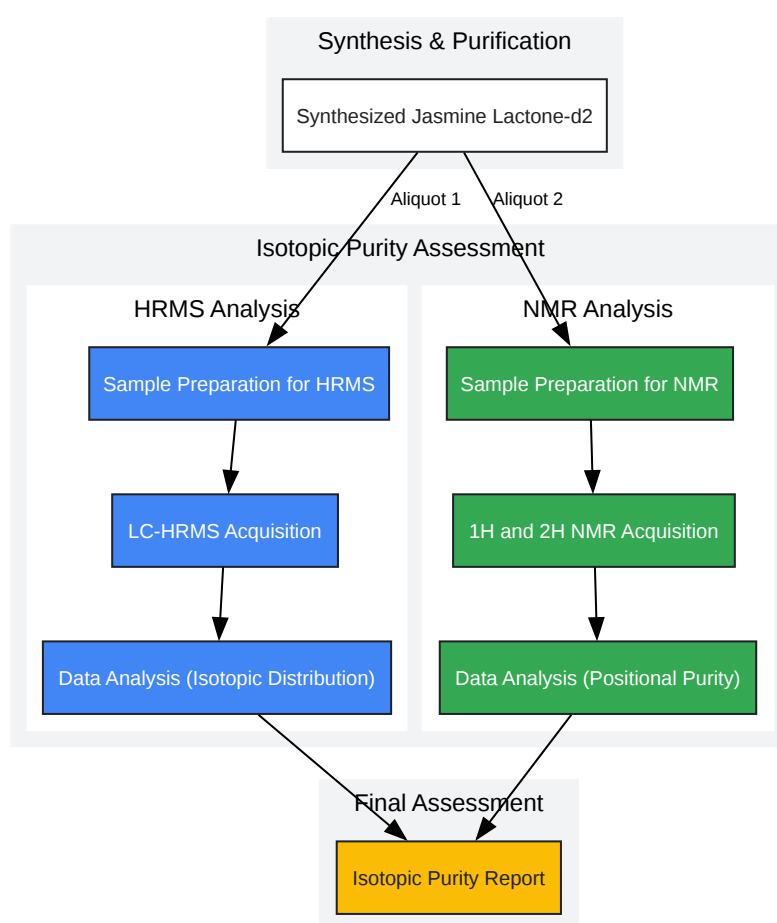 Synthesis & Purification
Synthesized Jasmine Lactone-d2
Aliquot 1
Aliquot 2
Isotopic Purity Assessment
HRMS Analysis
NMR Analysis
Sample Preparation for HRMS
Sample Preparation for NMR
LC-HRMS Acquisition
1H and 2H NMR Acquisition
Data Analysis (Isotopic Distribution)
Data Analysis (Positional Purity)
Final Assessment
Isotopic Purity Report